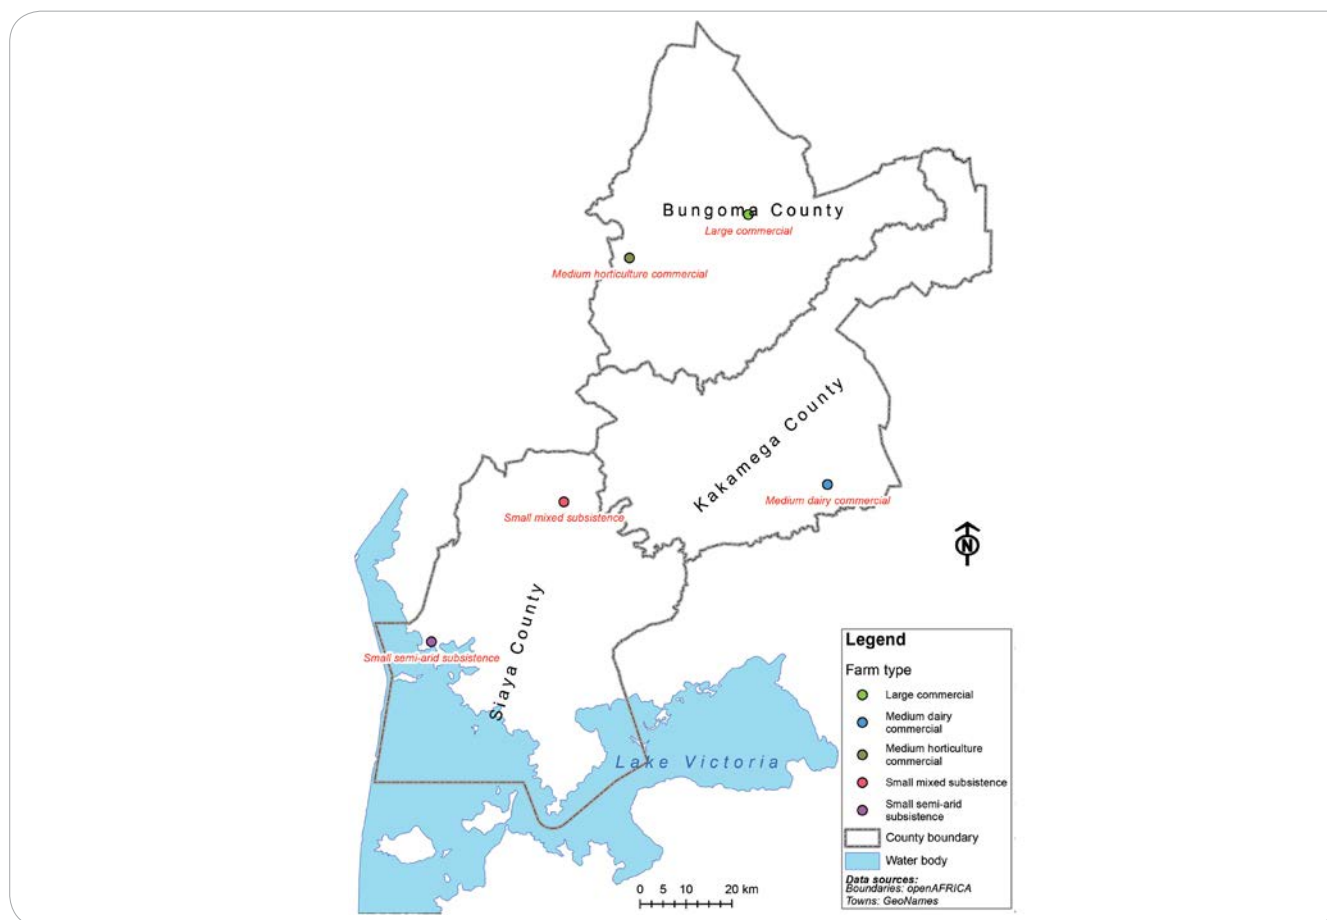 Bungoma County
Large commercial
Medium horticulture commercial
Kakamega County
Medium dairy commercial
Small mixed subsistence
N
Siaya County
Small semi-arid subsistence
Lake Victoria
Legend
Farm type
Large commercial
Medium dairy
commercial
Medium horticulture
commercial
Small mixed subsistence
Small semi-arid
subsistence
County boundary
Water body
Data sources:
Boundaries: openAFRICA
Towns: GeoNames
0 5 10 20 km